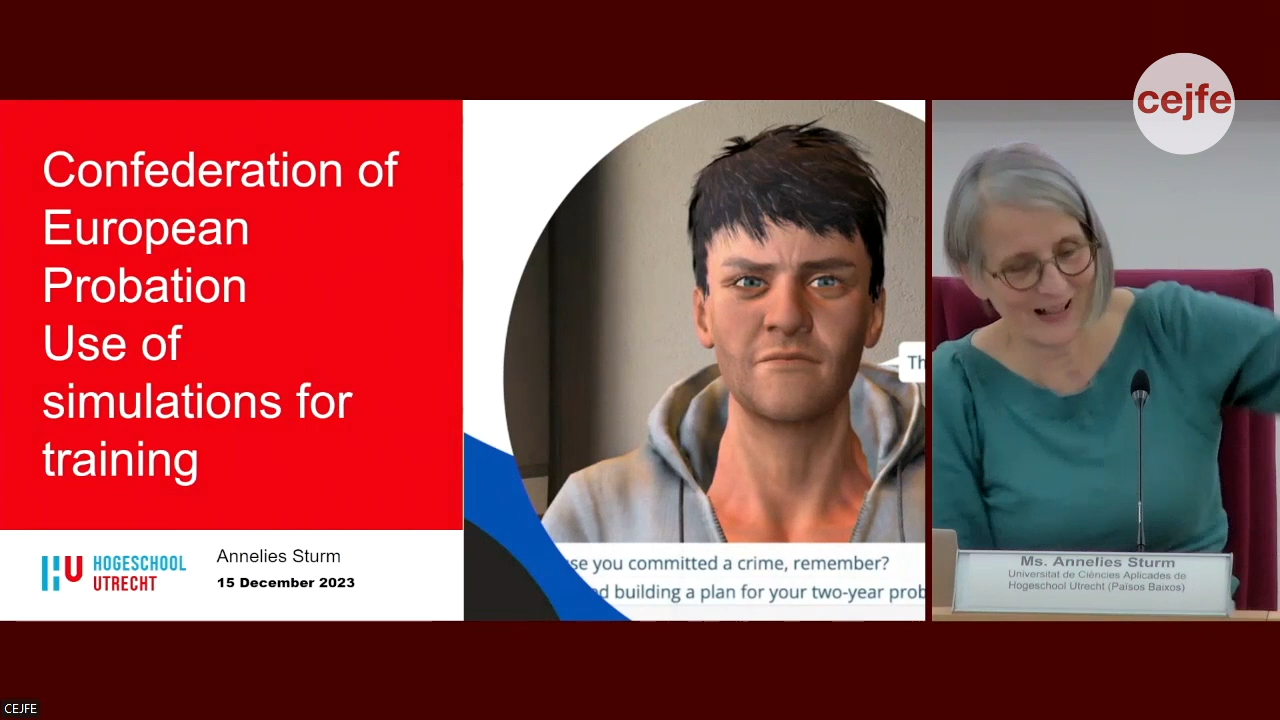 cejfe
Confederation of
European
Probation
Use of
simulations for
training
HOGESCHOOL
UTRECHT
Annelies Sturm
15 December 2023
Th
se you committed a crime, remember?
d building a plan for your two-year prob
Ms. Annelies Sturm
Universitat de Ciències Aplicades de
Hogeschool Utrecht (Països Baixos)
CEJFE